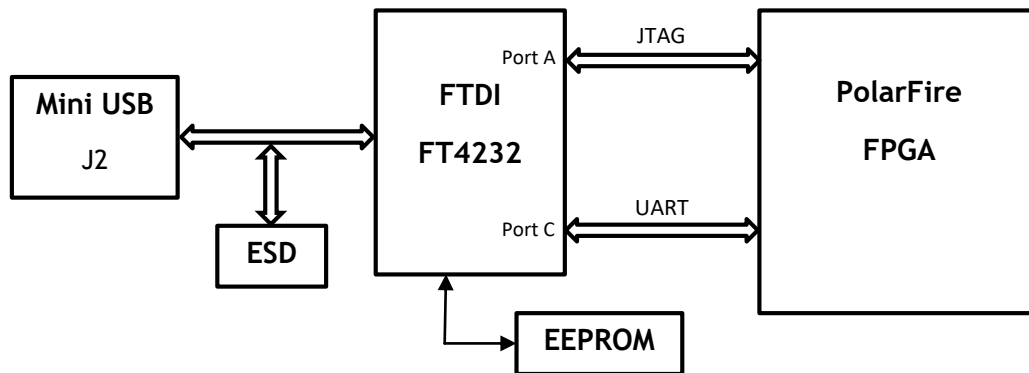 Mini USB
J2
ESD
Port A
FTDI
FT4232
Port C
EEPROM
JTAG
UART
PolarFire
FPGA